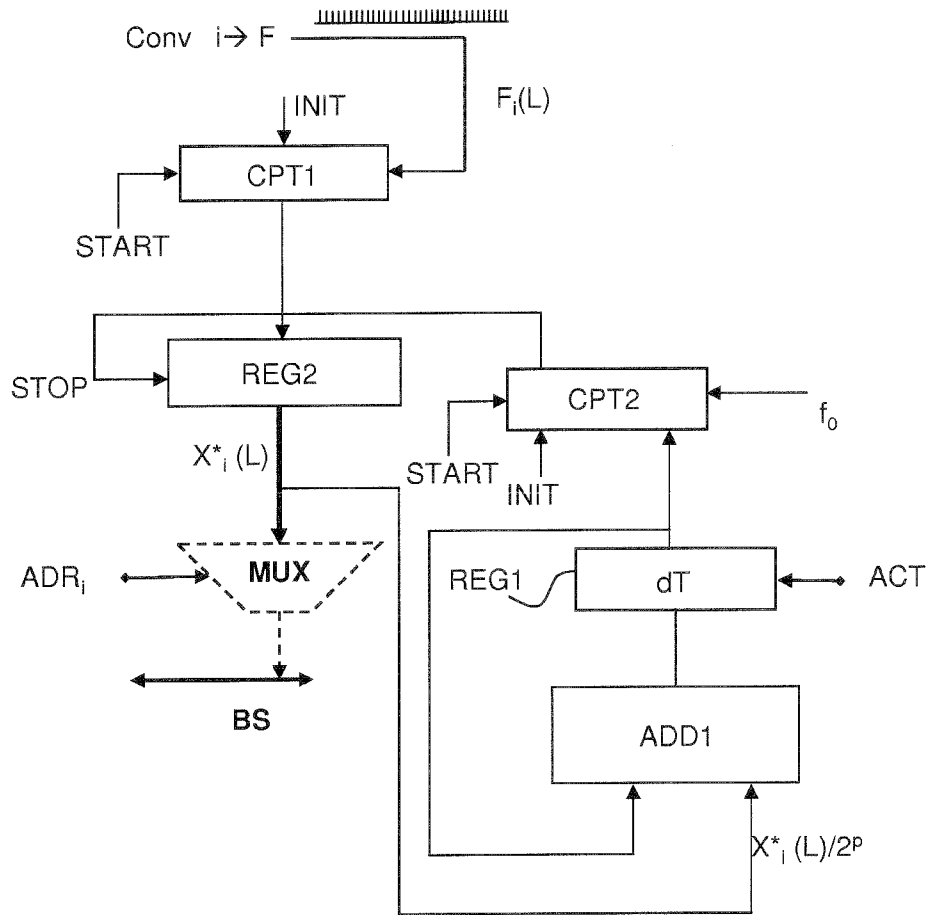 Conv i→ F
F_i(L)
INIT
CPT1
START
REG2
STOP
CPT2
f_o
X*_i (L)
START
INIT
MUX
ADR_i
REG1
dT
ACT
BS
ADD1
X*_i (L)/2^p